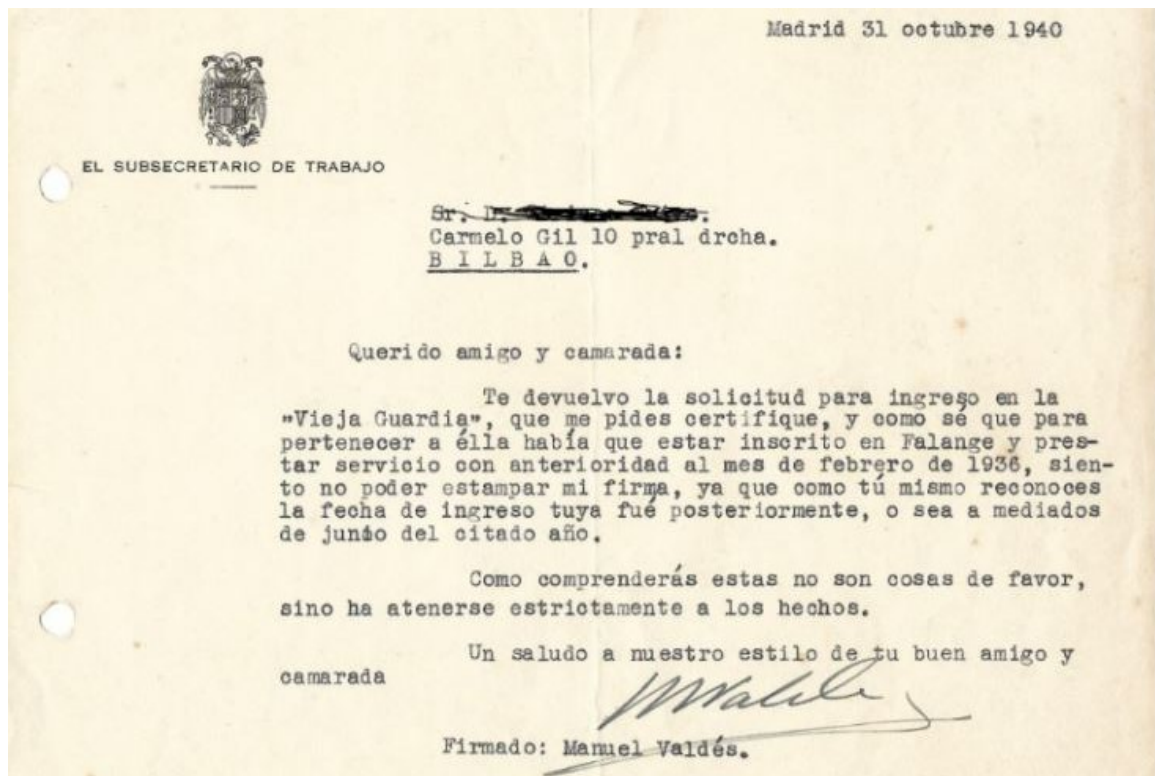 Madrid 31 octubre 1940
EL SUBSECRETARIO DE TRABAJO
Sr.
Carmelo Gil 10 pral drcha.
BILBAO.
Querido amigo y camarada:
Te devuelvo la solicitud para ingreso en la
"Vieja Guardia", que me pides certifique, y como sé que para
pertenecer a élla había que estar inscrito en Falange y pres-
tar servicio con anterioridad al mes de febrero de 1936, sien-
to no poder estampar mi firma, ya que como tú mismo reconoces
la fecha de ingreso tuya fué posteriormente, o sea a mediados
de junio del citado año.
Como comprenderás estas no son cosas de favor,
sino ha atenerse estrictamente a los hechos.
Un saludo a nuestro estilo de tu buen amigo y
camarada
MValdés
Firmado: Manuel Valdés.